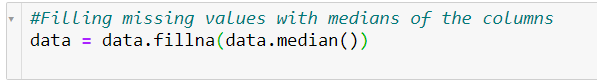 #Filling missing values with medians of the columns
data = data.fillna(data.median())